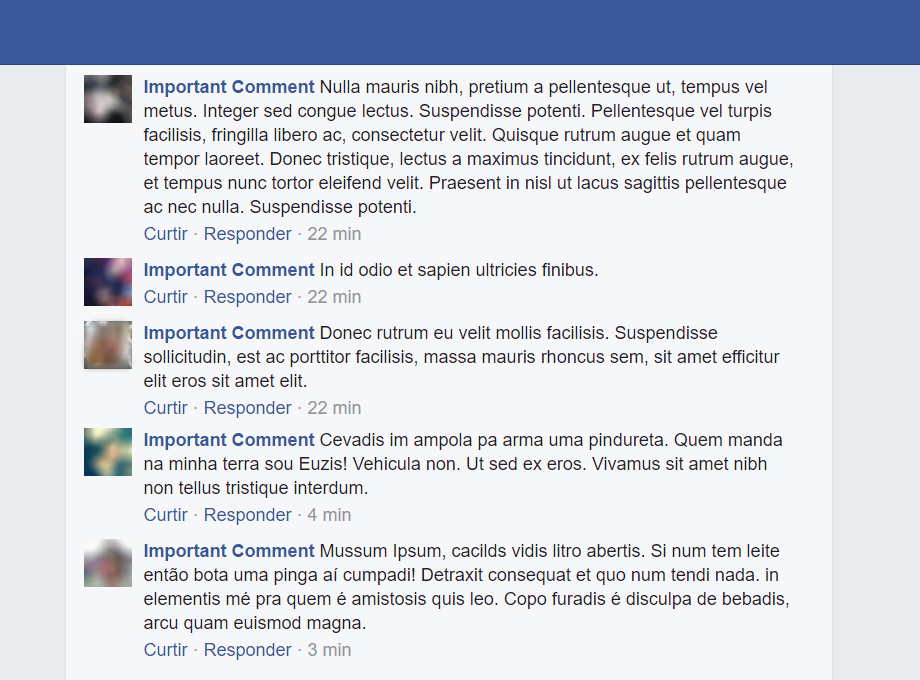 Important Comment Nulla mauris nibh, pretium a pellentesque ut, tempus vel
metus. Integer sed congue lectus. Suspendisse potenti. Pellentesque vel turpis
facilisis, fringilla libero ac, consectetur velit. Quisque rutrum augue et quam
tempor laoreet. Donec tristique, lectus a maximus tincidunt, ex felis rutrum augue,
et tempus nunc tortor eleifend velit. Praesent in nisl ut lacus sagittis pellentesque
ac nec nulla. Suspendisse potenti.
Curtir · Responder · 22 min
Important Comment In id odio et sapien ultricies finibus.
Curtir · Responder · 22 min
Important Comment Donec rutrum eu velit mollis facilisis. Suspendisse
sollicitudin, est ac porttitor facilisis, massa mauris rhoncus sem, sit amet efficitur
elit eros sit amet elit.
Curtir · Responder · 22 min
Important Comment Cevadis im ampola pa arma uma pindureta. Quem manda
na minha terra sou Euzis! Vehicula non. Ut sed ex eros. Vivamus sit amet nibh
non tellus tristique interdum.
Curtir · Responder · 4 min
Important Comment Mussum Ipsum, cacilds vidis litro abertis. Si num tem leite
então bota uma pinga aí cumpadi! Detraxit consequat et quo num tendi nada. in
elementis mé pra quem é amistosis quis leo. Copo furadis é disculpa de bebadis,
arcu quam euismod magna.
Curtir · Responder · 3 min